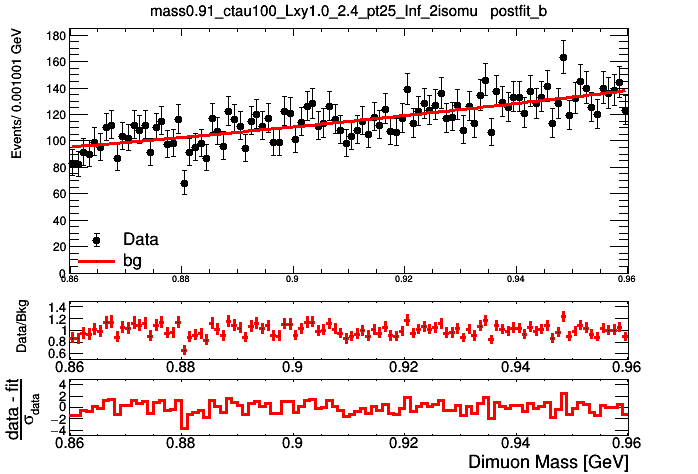 mass0.91_ctau100_Lxy1.0_2.4_pt25_Inf_2isomu postfit_b
Events/ 0.001001 GeV
180
160
140
120
100
80
60
40
20
0
Data
bg
0.86 0.88 0.9 0.92 0.94 0.96
Data/Bkg
1.4
1.2
1
0.8
0.6
0.86 0.88 0.9 0.92 0.94 0.96
data - fit
σdata
4
2
0
−2
−4
0.86 0.88 0.9 0.92 0.94 0.96
Dimuon Mass [GeV]